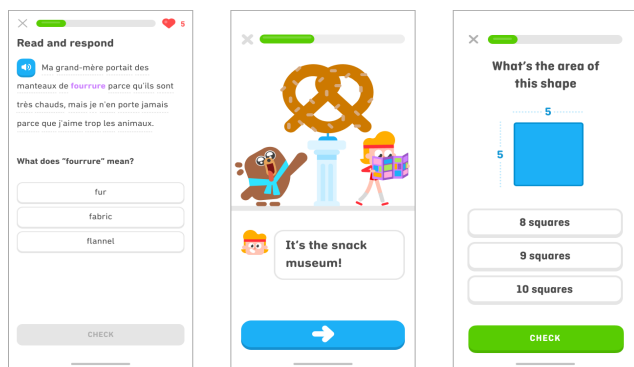 5
Read and respond
Ma grand-mère portait des
manteaux de fourrure parce qu'ils sont
très chauds, mais je n'en porte jamais
parce que j'aime trop les animaux.
What does "fourrure" mean?
fur
fabric
flannel
CHECK
It's the snack
museum!
What's the area of
this shape
5
5
8 squares
9 squares
10 squares
CHECK